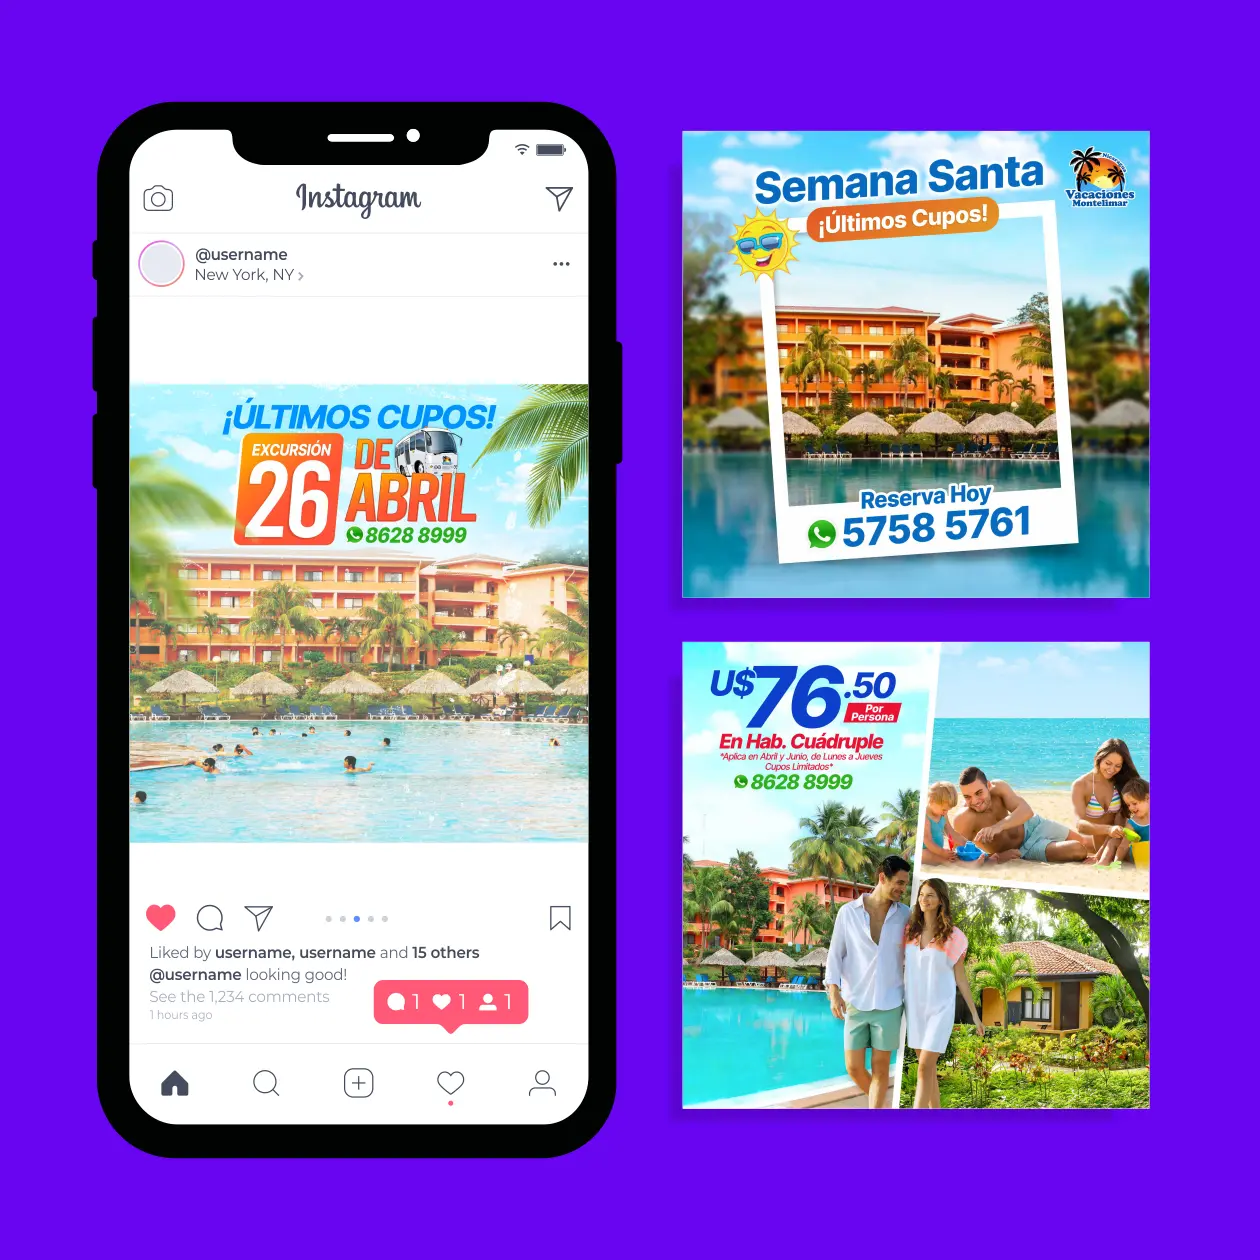 Instagram
@username
New York, NY
¡ÚLTIMOS CUPOS!
EXCURSIÓN
26
DE
ABRIL
8628 8999
Liked by username, username and 15 others
@username looking good!
See the 1,234 comments
1 hours ago
1 1 1
Semana Santa
¡Últimos Cupos!
Nicaragua
Vacaciones
Montelimar
Reserva Hoy
5758 5761
U$76.50
Por
Persona
En Hab. Cuádruple
*Aplica en Abril y Junio, de Lunes a Jueves
Cupos Limitados*
8628 8999